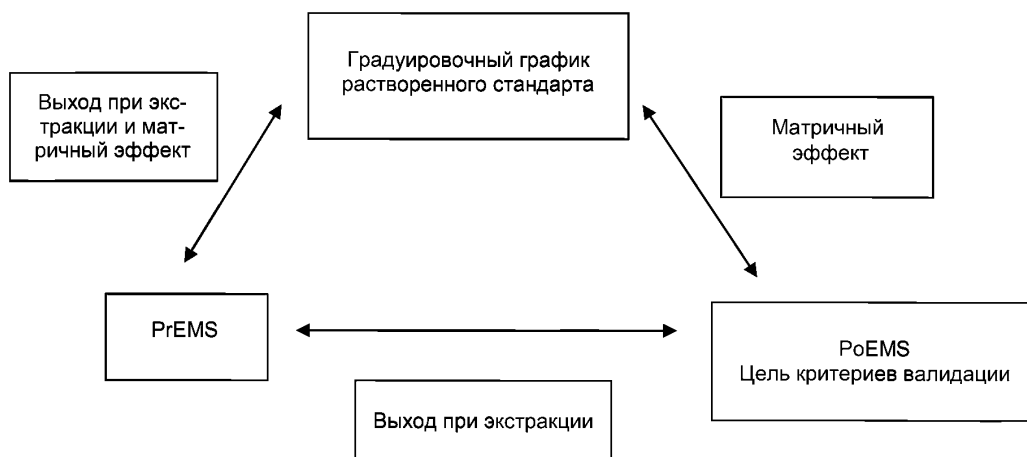 Градуировочный график
растворенного стандарта
Выход при экс-
тракции и мат-
ричный эффект
Матричный
эффект
PrEMS
PoEMS
Цель критериев валидации
Выход при экстракции